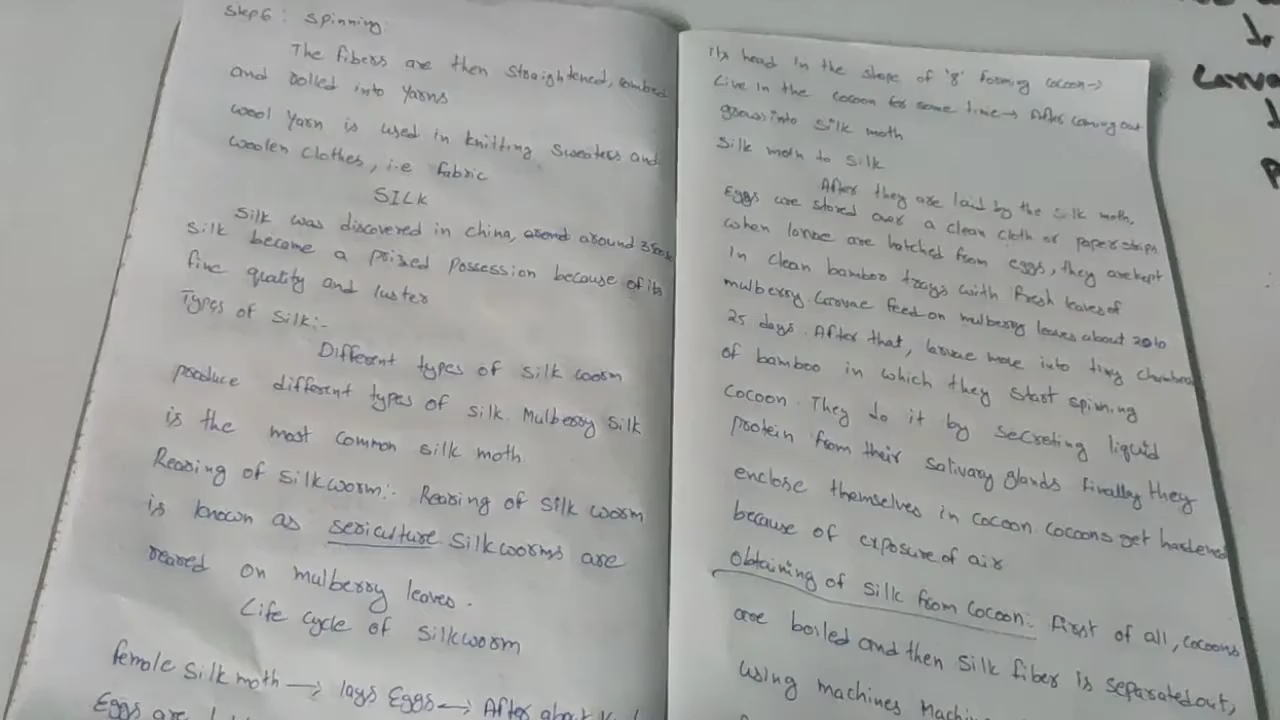 Step 6: Spinning:
The fibers are then straightened, combed
and rolled into yarns
wool yarn is used in knitting sweaters and
woolen clothes, i.e fabric
SILK
Silk was discovered in china, around
Silk become a prized possession because of its
fine quality and luster
Types of Silk:-
Different types of silk worm
produce different types of silk. Mulberry silk
is the most common silk moth
Rearing of silkworm:- Rearing of silk worm
is known as sericulture silkworms are
reared on mulberry leaves.
Life cycle of silkworm
female silk moth → lays Eggs → After about
Eggs are
its head in the shape of '8' forming cocoon →
Live in the cocoon for some time → After coming out
grows into silk moth
Silk moth to silk
After they are laid by the silk moth,
Eggs are stored over a clean cloth or paper strips
when larvae are hatched from eggs, they are kept
in clean bamboo trays with fresh leaves of
mulberry. Larvae feed on mulberry leaves about 20 to
25 days. After that, larvae move into tiny chambers
of bamboo in which they start spinning
cocoon. They do it by secreting liquid
protein from their salivary glands finally they
enclose themselves in cocoon cocoons get hardened
because of exposure of air
Obtaining of silk from cocoon: first of all, cocoons
are boiled and then silk fiber is separated out,
using machines
↓
Larva
↓
P